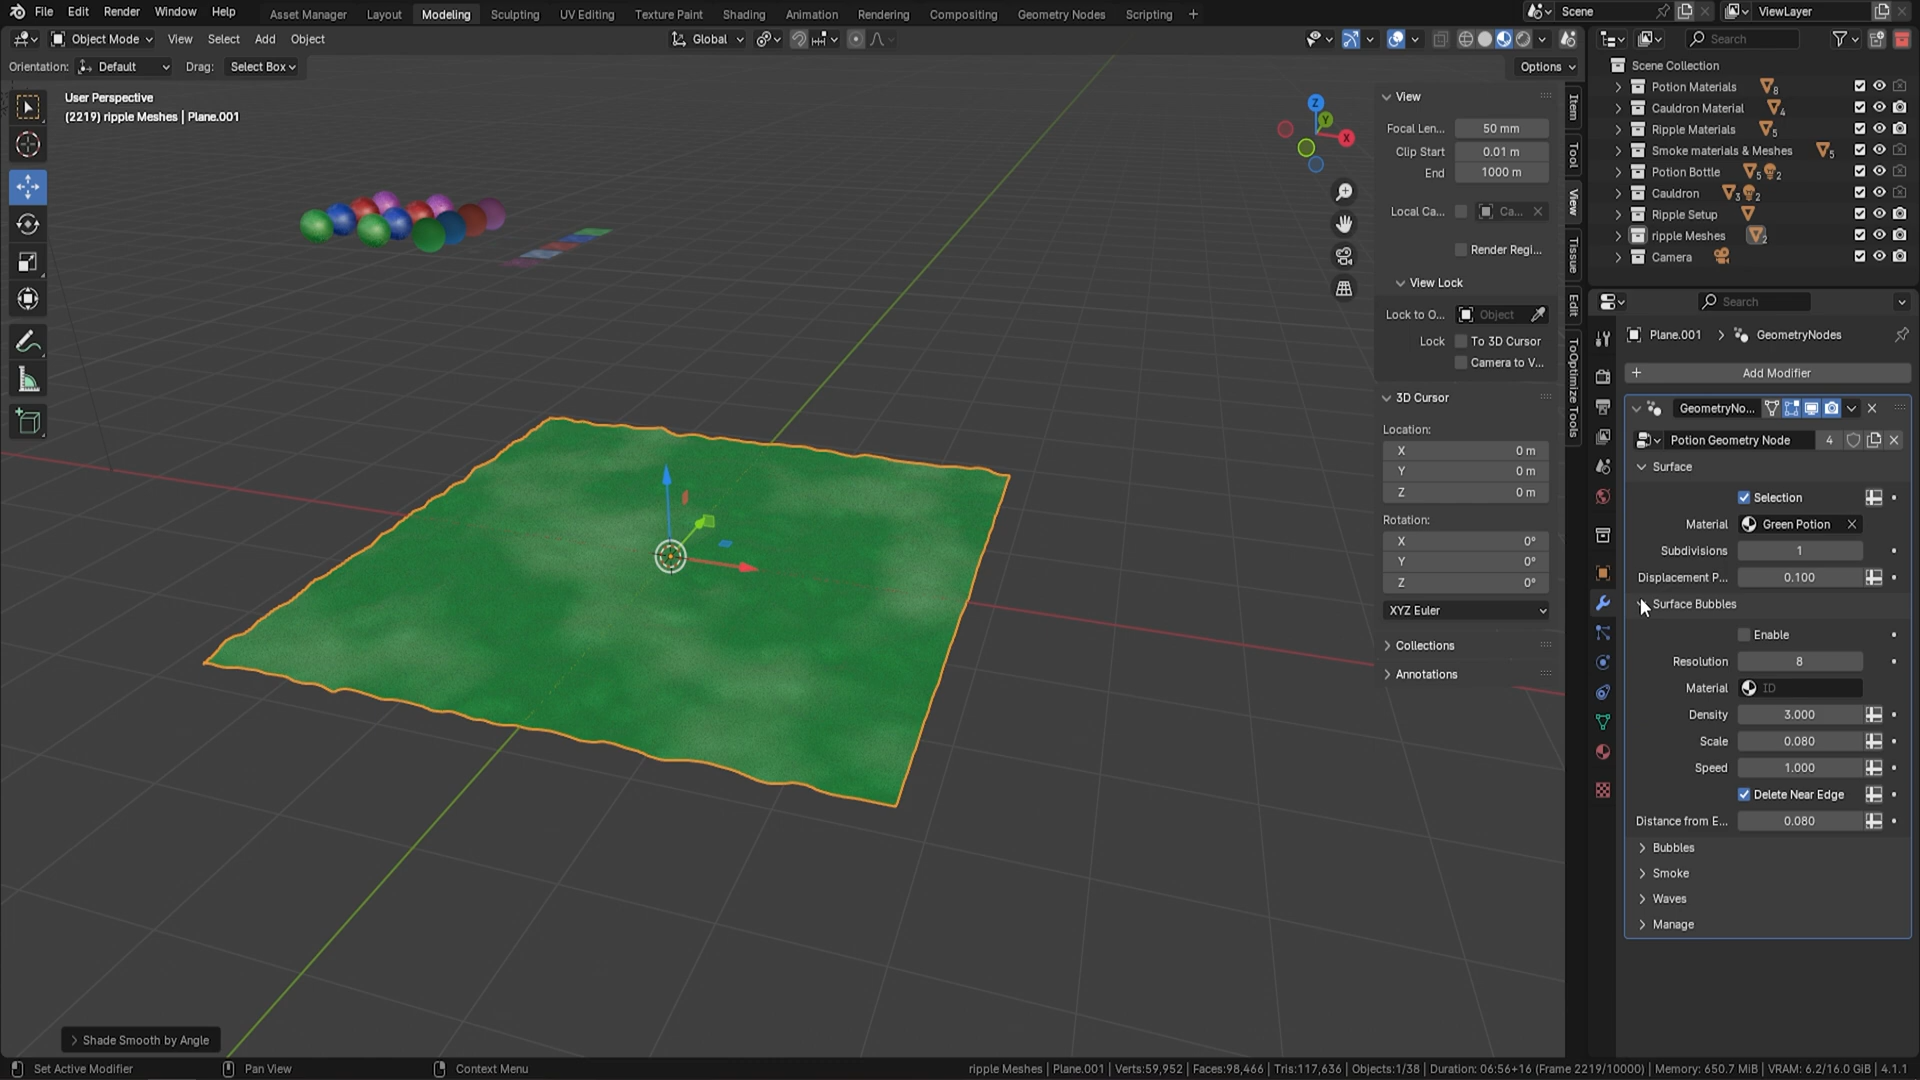 File Edit Render Window Help
Asset Manager Layout Modeling Sculpting UV Editing Texture Paint Shading Animation Rendering Compositing Geometry Nodes Scripting +
Scene
ViewLayer
Object Mode View Select Add Object
Global
Search
Orientation: Default Drag: Select Box
Options
User Perspective
(2219) ripple Meshes | Plane.001
Z
Y
X
View
Focal Len... 50 mm
Clip Start 0.01 m
End 1000 m
Local Ca... Ca...
Render Regi...
View Lock
Lock to O... Object
Lock To 3D Cursor
Camera to V...
3D Cursor
Location:
X 0 m
Y 0 m
Z 0 m
Rotation:
X 0°
Y 0°
Z 0°
XYZ Euler
Collections
Annotations
Item
Tool
View
Tissue
Edit
ToOptimize Tools
Scene Collection
Potion Materials 8
Cauldron Material 4
Ripple Materials 5
Smoke materials & Meshes 5
Potion Bottle 5 2
Cauldron 3 2
Ripple Setup
ripple Meshes 2
Camera
Search
Plane.001 > GeometryNodes
+ Add Modifier
GeometryNo...
Potion Geometry Node 4
Surface
Selection
Material Green Potion
Subdivisions 1
Displacement P... 0.100
Surface Bubbles
Enable
Resolution 8
Material ID
Density 3.000
Scale 0.080
Speed 1.000
Delete Near Edge
Distance from E... 0.080
Bubbles
Smoke
Waves
Manage
Shade Smooth by Angle
Set Active Modifier Pan View Context Menu
ripple Meshes | Plane.001 | Verts:59,952 | Faces:98,466 | Tris:117,636 | Objects:1/38 | Duration: 06:56+16 (Frame 2219/10000) | Memory: 650.7 MiB | VRAM: 6.2/16.0 GiB | 4.1.1